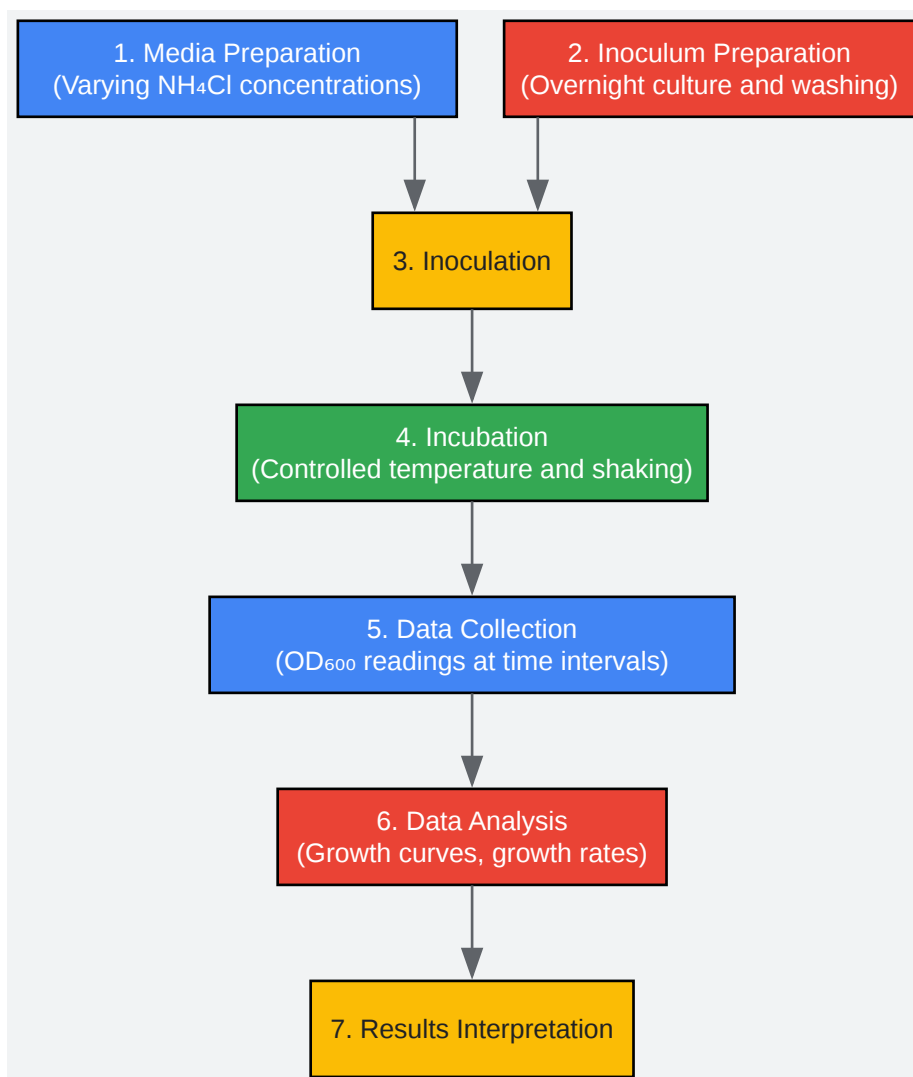 1. Media Preparation
(Varying NH₄Cl concentrations)
2. Inoculum Preparation
(Overnight culture and washing)
3. Inoculation
4. Incubation
(Controlled temperature and shaking)
5. Data Collection
(OD₆₀₀ readings at time intervals)
6. Data Analysis
(Growth curves, growth rates)
7. Results Interpretation